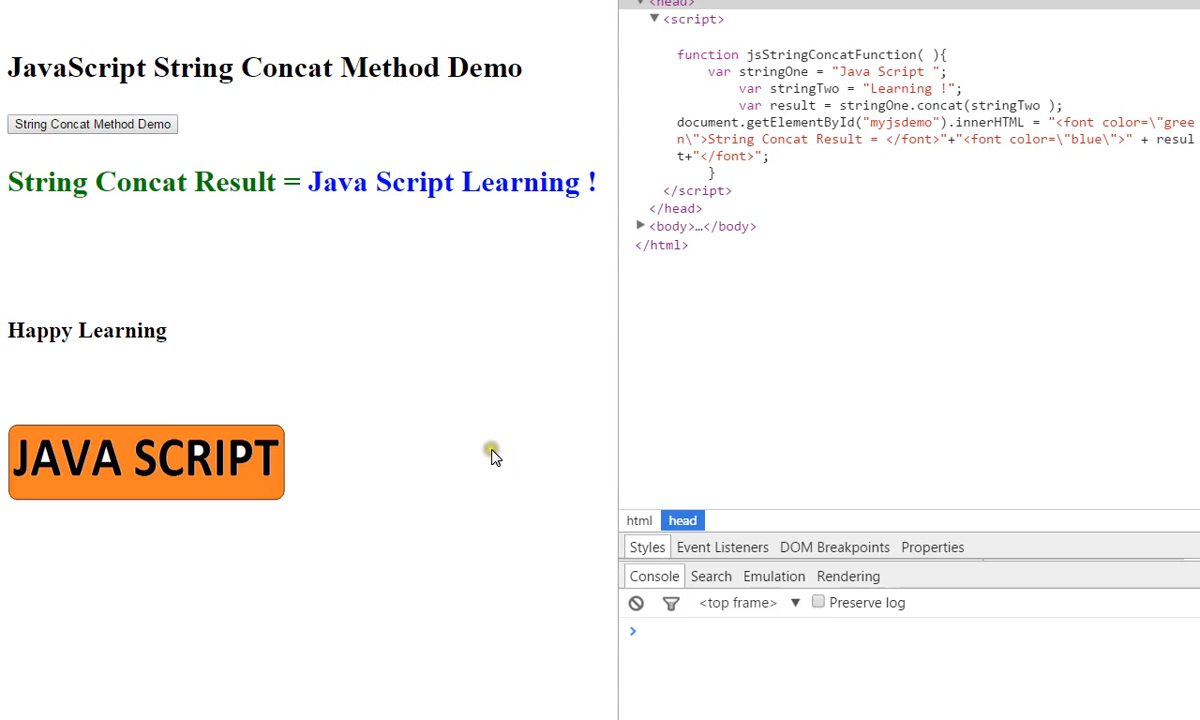 JavaScript String Concat Method Demo
String Concat Method Demo
String Concat Result = Java Script Learning !
Happy Learning
JAVA SCRIPT
<head>
<script>
function jsStringConcatFunction( ){
var stringOne = "Java Script ";
var stringTwo = "Learning !";
var result = stringOne.concat(stringTwo );
document.getElementById("myjsdemo").innerHTML = "<font color=\"gree
n\">String Concat Result = </font>"+"<font color=\"blue\">" + resul
t+"</font>";
}
</script>
</head>
<body>…</body>
</html>
html head
Styles Event Listeners DOM Breakpoints Properties
Console Search Emulation Rendering
<top frame> Preserve log